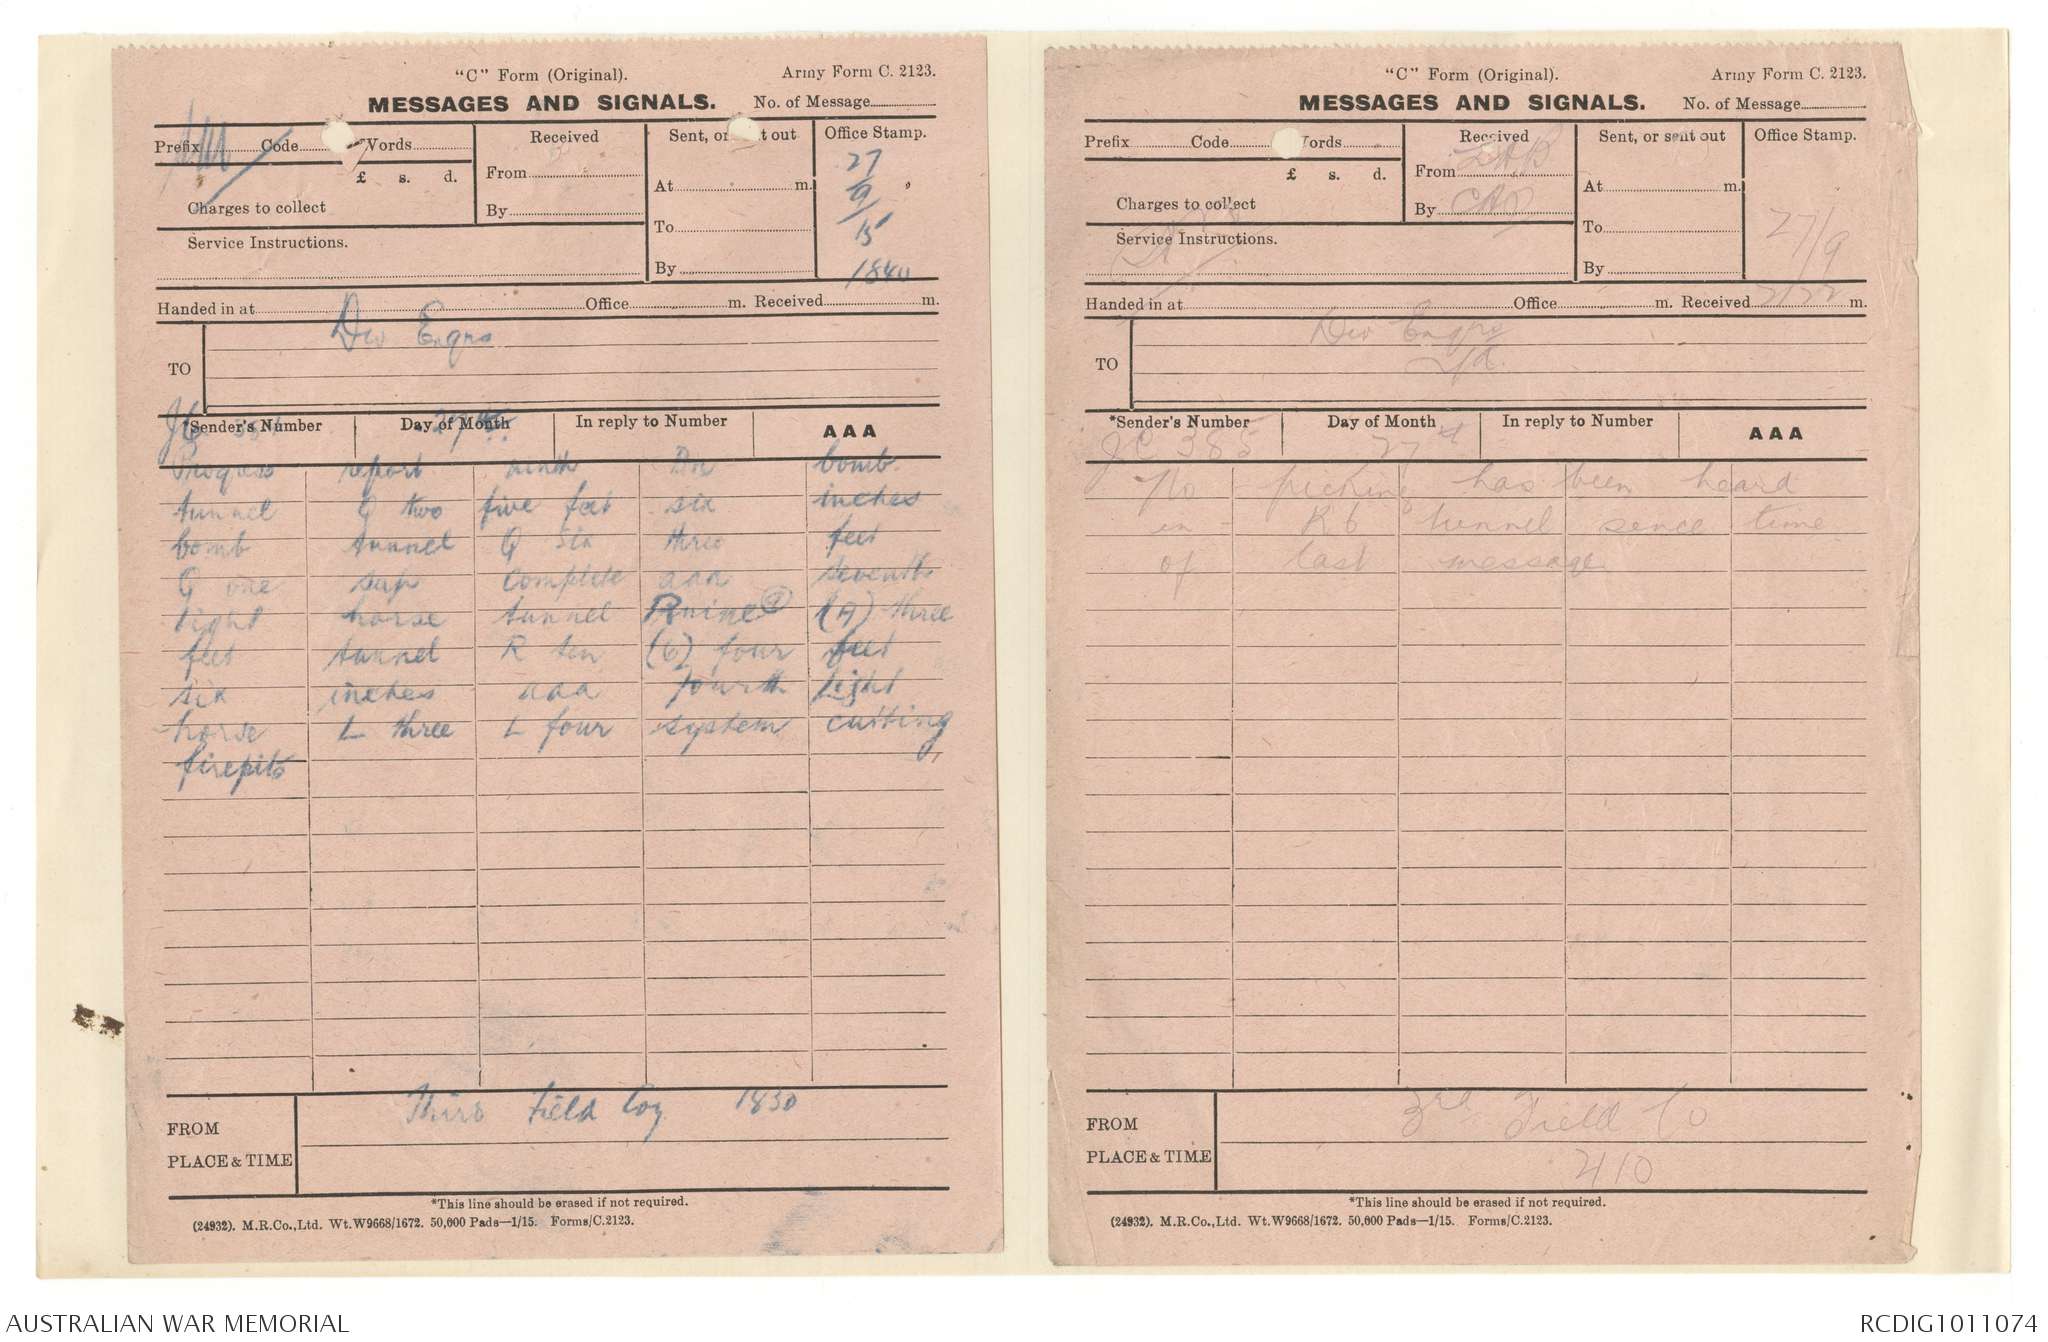 "C" Form (Original). Army Form C. 2123.
MESSAGES AND SIGNALS. No. of Message
Prefix Code Words
£ s. d.
Charges to collect
Service Instructions.
Received
From
By
Sent, or out
At m.
To
By
Office Stamp.
27
9
15
1840
Handed in at Office m. Received m.
TO Div Engrs
*Sender's Number Day of Month In reply to Number AAA
JC 27th
Progress report ninth Bn bomb
tunnel G two five feet six inches
bomb tunnel G Six three feet
G one sap complete aaa seventh
light horse tunnel R nine (A) three
feet tunnel R ten (6) four feet
six inches aaa fourth Light
horse L three L four system cutting
firepits
FROM Third Field Coy 1830
PLACE & TIME
*This line should be erased if not required.
(24932). M.R.Co.,Ltd. Wt.W9668/1672. 50,000 Pads—1/15. Forms/C.2123.
"C" Form (Original). Army Form C. 2123.
MESSAGES AND SIGNALS. No. of Message
Prefix Code Words
£ s. d.
Charges to collect
Service Instructions.
Received
From
By
Sent, or sent out
At m.
To
By
Office Stamp.
27/9
Handed in at Office m. Received m.
TO Div Engrs
*Sender's Number Day of Month In reply to Number AAA
JC 385 27th
No picking has been heard
in R6 tunnel sence time
of last message
FROM 3rd Field Co
PLACE & TIME 410
*This line should be erased if not required.
(24932). M.R.Co.,Ltd. Wt.W9668/1672. 50,000 Pads—1/15. Forms/C.2123.
AUSTRALIAN WAR MEMORIAL RCDIG1011074